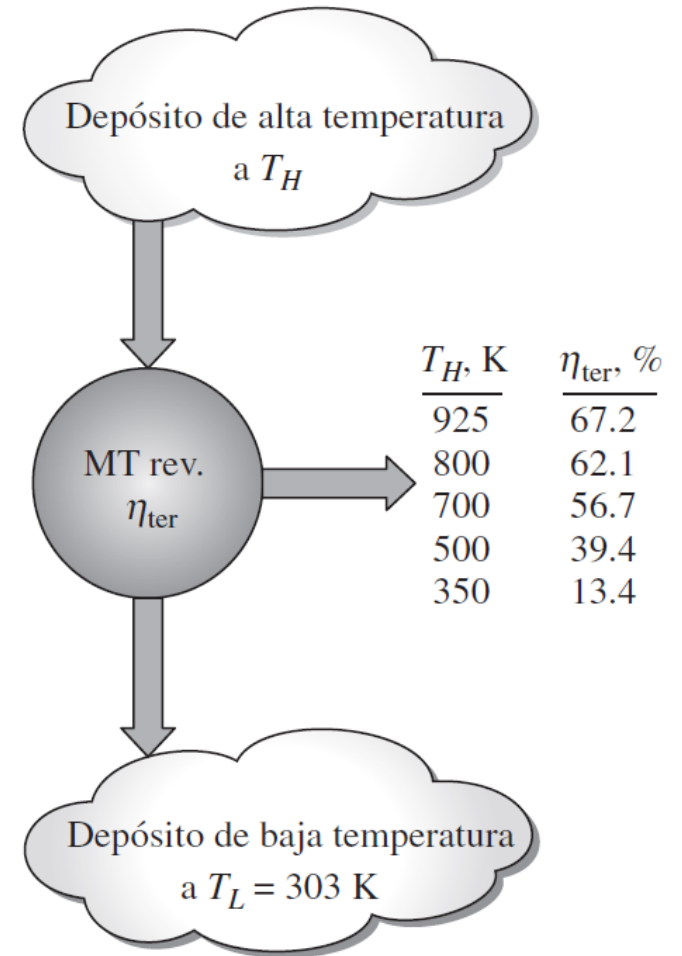 Depósito de alta temperatura
a T_H
MT rev.
η_ter
T_H, K η_ter, %
925 67.2
800 62.1
700 56.7
500 39.4
350 13.4
Depósito de baja temperatura
a T_L = 303 K